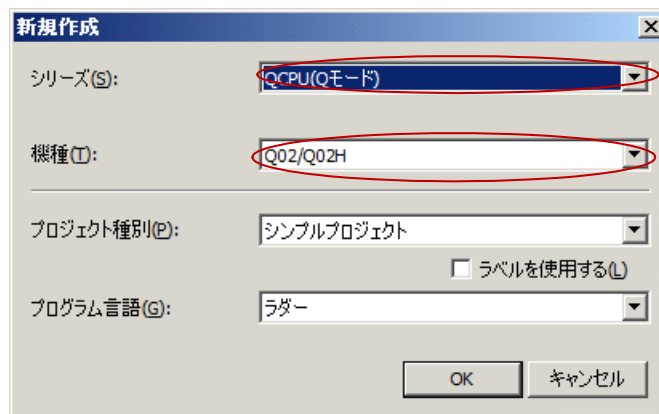 新規作成
シリーズ(S):
QCPU(Qモード)
機種(T):
Q02/Q02H
プロジェクト種別(P):
シンプルプロジェクト
ラベルを使用する(L)
プログラム言語(G):
ラダー
OK
キャンセル